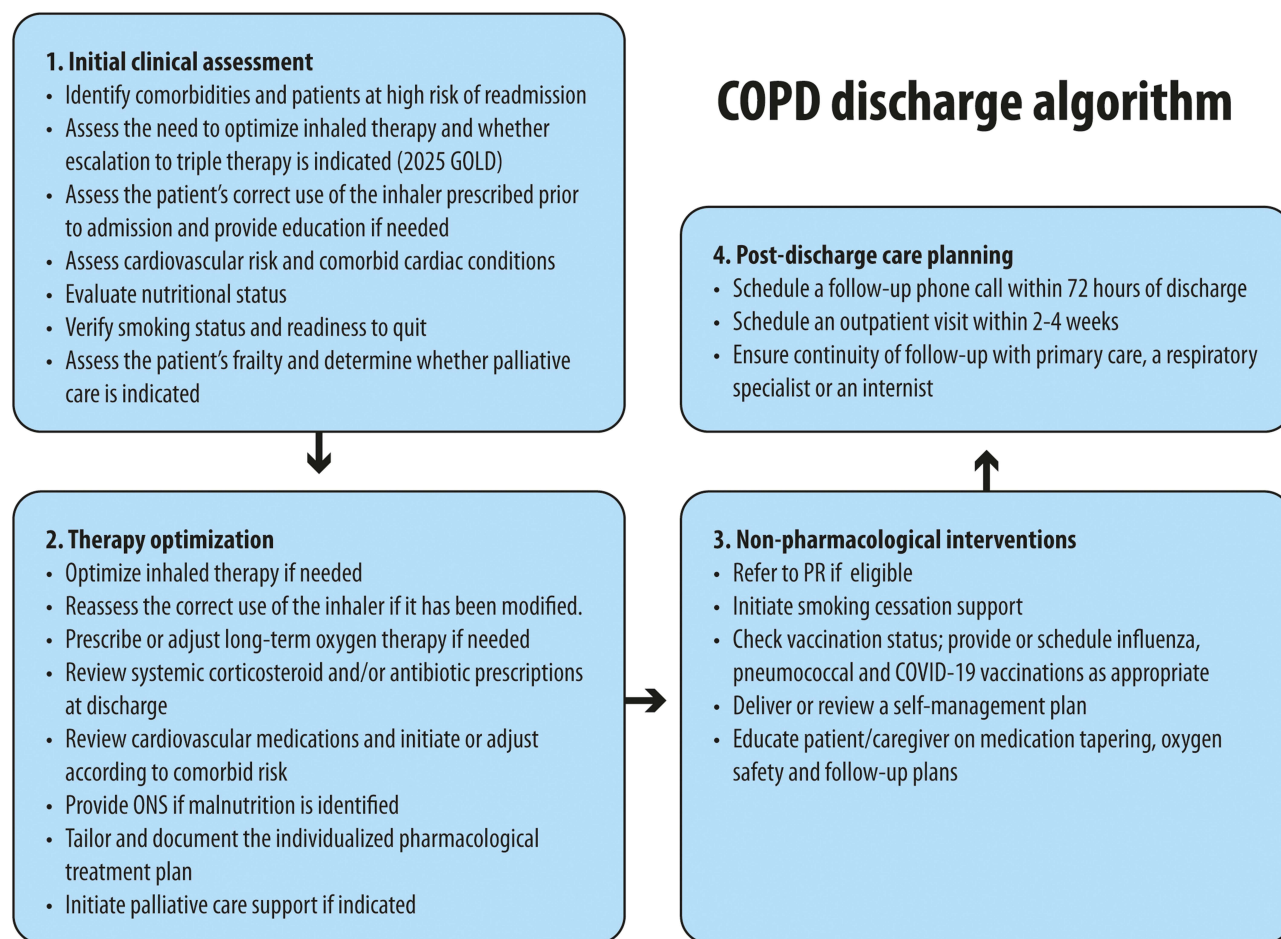 COPD discharge algorithm
1. Initial clinical assessment
• Identify comorbidities and patients at high risk of readmission
• Assess the need to optimize inhaled therapy and whether
escalation to triple therapy is indicated (2025 GOLD)
• Assess the patient’s correct use of the inhaler prescribed prior
to admission and provide education if needed
• Assess cardiovascular risk and comorbid cardiac conditions
• Evaluate nutritional status
• Verify smoking status and readiness to quit
• Assess the patient’s frailty and determine whether palliative
care is indicated
2. Therapy optimization
• Optimize inhaled therapy if needed
• Reassess the correct use of the inhaler if it has been modified.
• Prescribe or adjust long-term oxygen therapy if needed
• Review systemic corticosteroid and/or antibiotic prescriptions
at discharge
• Review cardiovascular medications and initiate or adjust
according to comorbid risk
• Provide ONS if malnutrition is identified
• Tailor and document the individualized pharmacological
treatment plan
• Initiate palliative care support if indicated
3. Non-pharmacological interventions
• Refer to PR if eligible
• Initiate smoking cessation support
• Check vaccination status; provide or schedule influenza,
pneumococcal and COVID-19 vaccinations as appropriate
• Deliver or review a self-management plan
• Educate patient/caregiver on medication tapering, oxygen
safety and follow-up plans
4. Post-discharge care planning
• Schedule a follow-up phone call within 72 hours of discharge
• Schedule an outpatient visit within 2-4 weeks
• Ensure continuity of follow-up with primary care, a respiratory
specialist or an internist